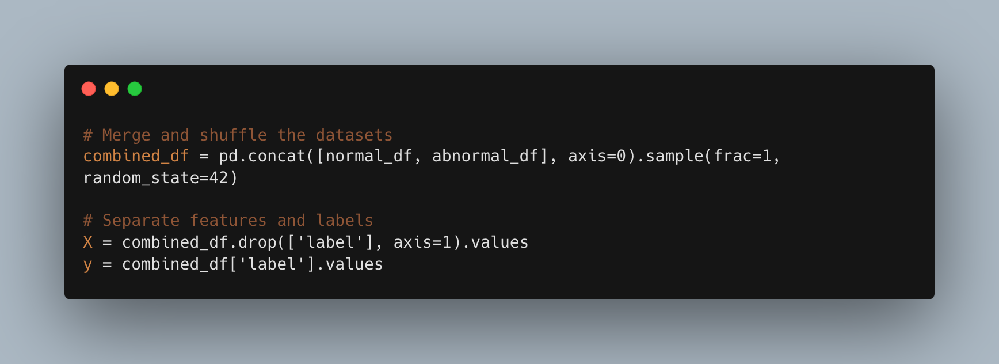 # Merge and shuffle the datasets
combined_df = pd.concat([normal_df, abnormal_df], axis=0).sample(frac=1,
random_state=42)
# Separate features and labels
X = combined_df.drop(['label'], axis=1).values
y = combined_df['label'].values